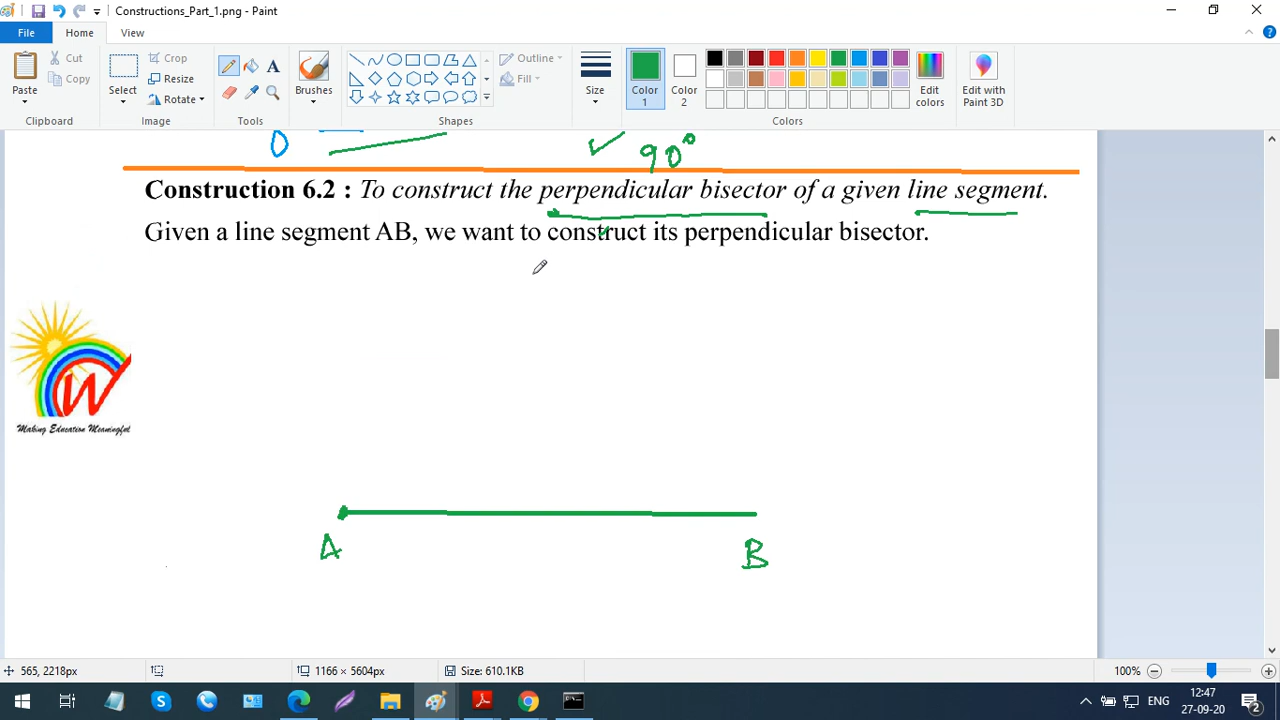 Constructions_Part_1.png - Paint
File Home View
Paste Cut Copy Clipboard
Select Crop Resize Rotate Image
Tools
Brushes
Outline Fill Shapes
Size
Color 1 Color 2 Edit colors Edit with Paint 3D Colors
0 ✓ 90°
Construction 6.2 : To construct the perpendicular bisector of a given line segment.
Given a line segment AB, we want to construct its perpendicular bisector.
W
Making Education Meaningful
A B
565, 2218px 1166 × 5604px Size: 610.1KB 100%
ENG 12:47 27-09-20 2